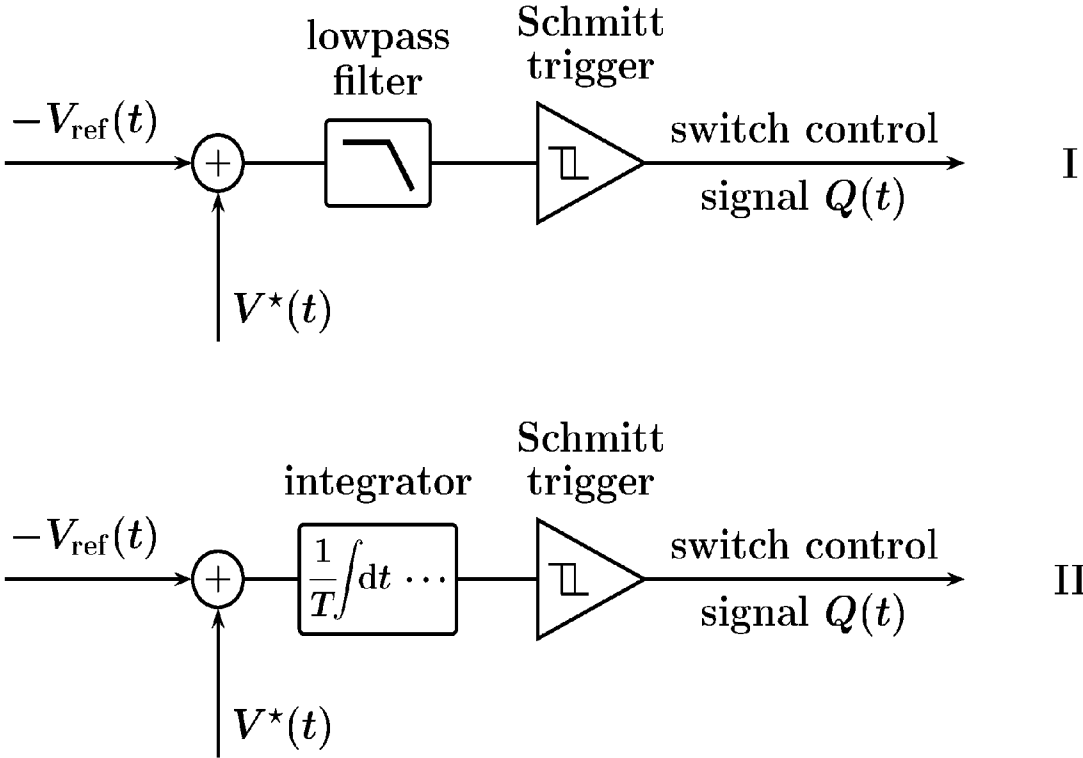 lowpass
filter
Schmitt
trigger
−V_ref(t)
+
switch control
signal Q(t)
I
V⋆(t)
integrator
Schmitt
trigger
−V_ref(t)
+
1/T ∫dt ⋯
switch control
signal Q(t)
II
V⋆(t)